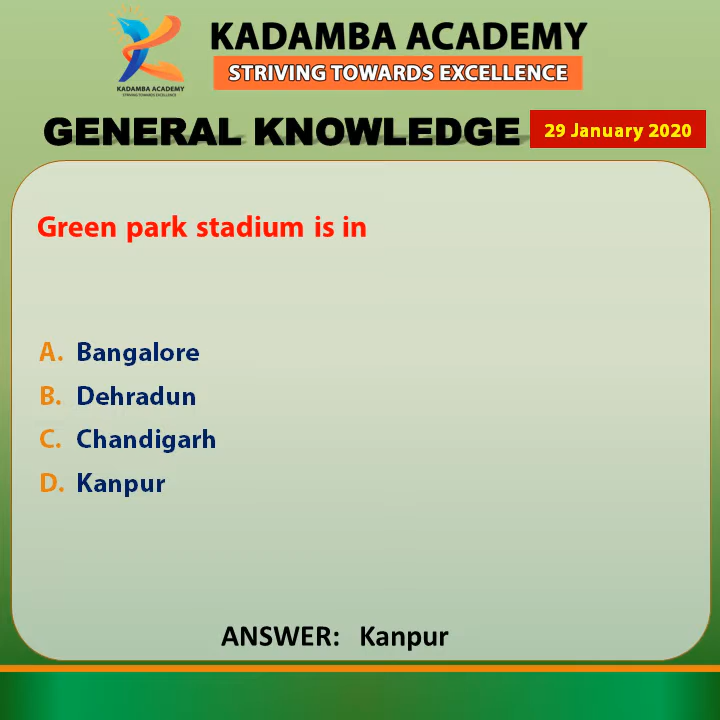 KADAMBA ACADEMY
STRIVING TOWARDS EXCELLENCE
KADAMBA ACADEMY
STRIVING TOWARDS EXCELLENCE
GENERAL KNOWLEDGE
29 January 2020
Green park stadium is in
A. Bangalore
B. Dehradun
C. Chandigarh
D. Kanpur
ANSWER: Kanpur